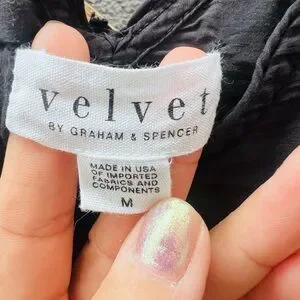 velvet
BY GRAHAM & SPENCER
MADE IN USA
OF IMPORTED
FABRICS AND
COMPONENTS
M